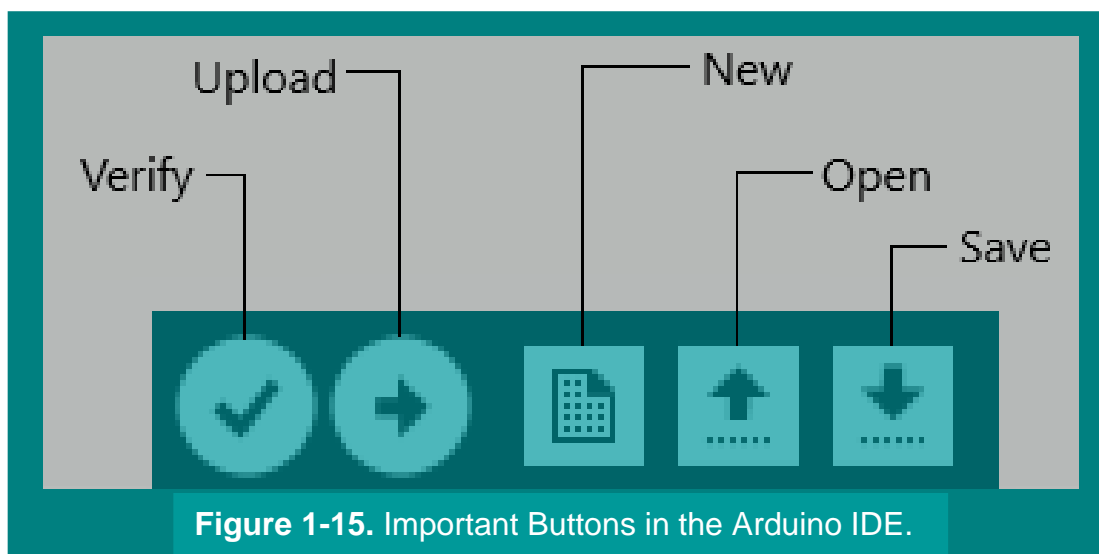 Upload
New
Verify
Open
Save
Figure 1-15. Important Buttons in the Arduino IDE.